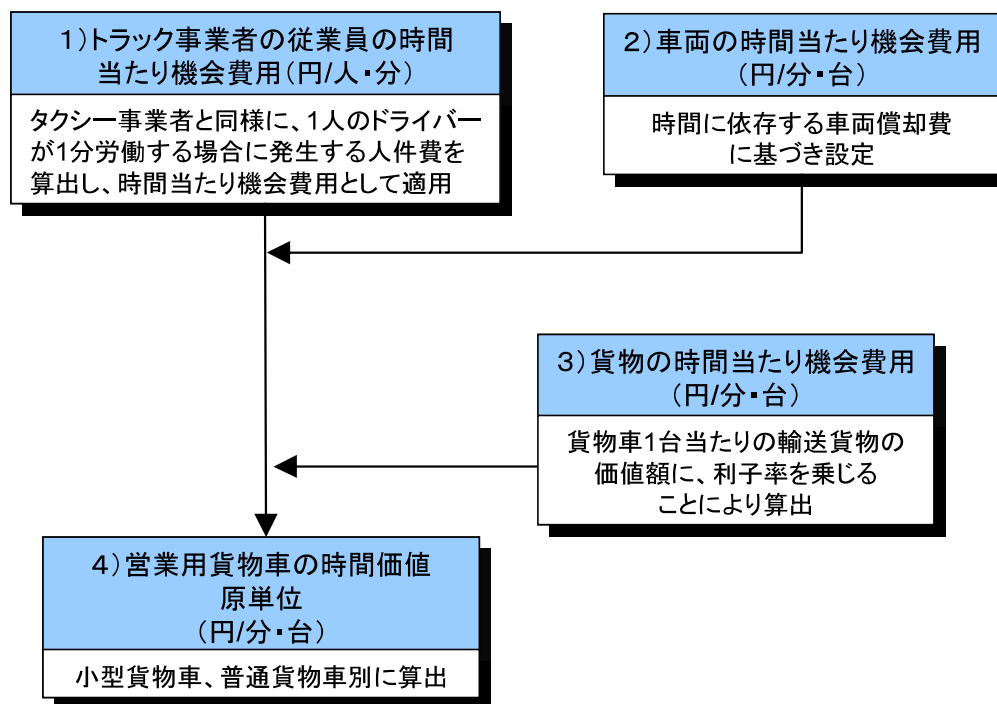 1)トラック事業者の従業員の時間
当たり機会費用(円/人・分)
タクシー事業者と同様に、1人のドライバー
が1分労働する場合に発生する人件費を
算出し、時間当たり機会費用として適用
2)車両の時間当たり機会費用
(円/分・台)
時間に依存する車両償却費
に基づき設定
3)貨物の時間当たり機会費用
(円/分・台)
貨物車1台当たりの輸送貨物の
価値額に、利子率を乗じる
ことにより算出
4)営業用貨物車の時間価値
原単位
(円/分・台)
小型貨物車、普通貨物車別に算出